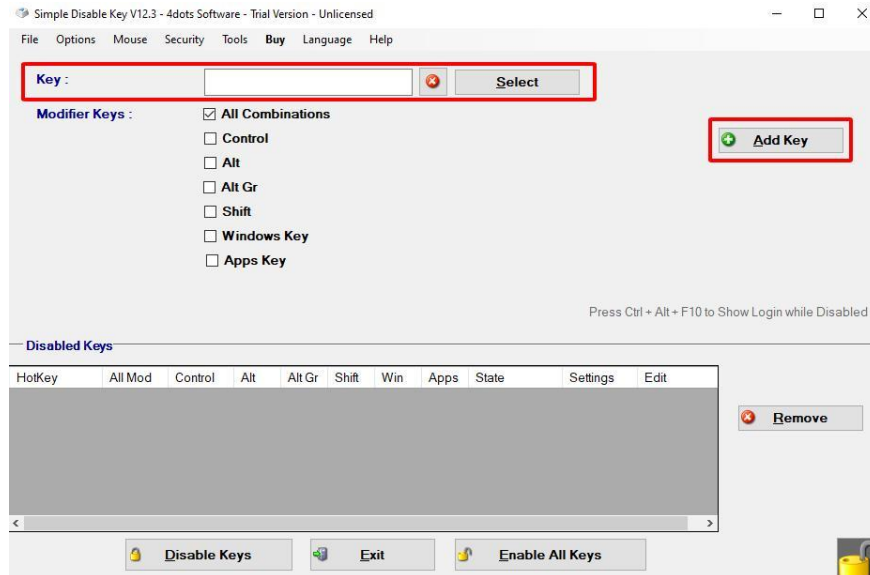 Simple Disable Key V12.3 - 4dots Software - Trial Version - Unlicensed
File Options Mouse Security Tools Buy Language Help
Key : Select
Modifier Keys : All Combinations
Control
Add Key
Alt
Alt Gr
Shift
Windows Key
Apps Key
Press Ctrl + Alt + F10 to Show Login while Disabled
Disabled Keys
HotKey All Mod Control Alt Alt Gr Shift Win Apps State Settings Edit
Remove
Disable Keys Exit Enable All Keys